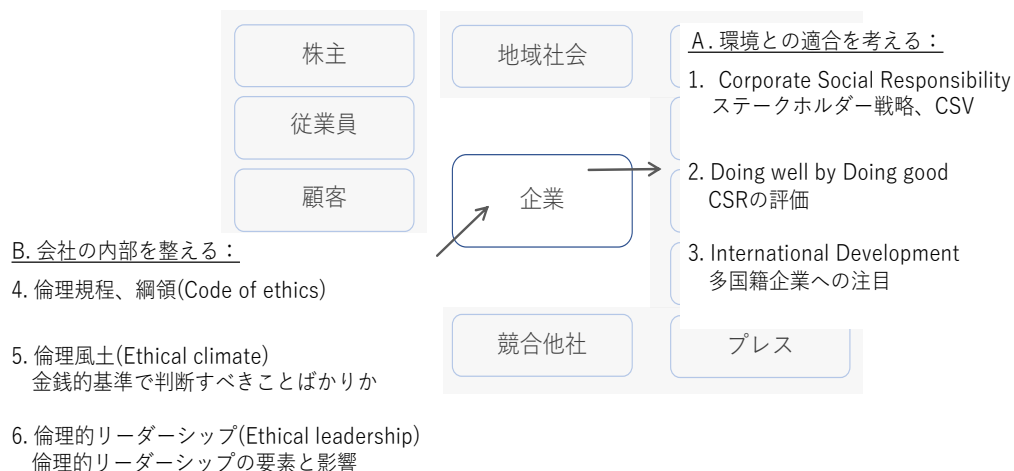 株主
地域社会
従業員
顧客
企業
競合他社
プレス
A. 環境との適合を考える：
1. Corporate Social Responsibility
ステークホルダー戦略、CSV
2. Doing well by Doing good
CSRの評価
3. International Development
多国籍企業への注目
B. 会社の内部を整える：
4. 倫理規程、綱領(Code of ethics)
5. 倫理風土(Ethical climate)
金銭的基準で判断すべきことばかりか
6. 倫理的リーダーシップ(Ethical leadership)
倫理的リーダーシップの要素と影響